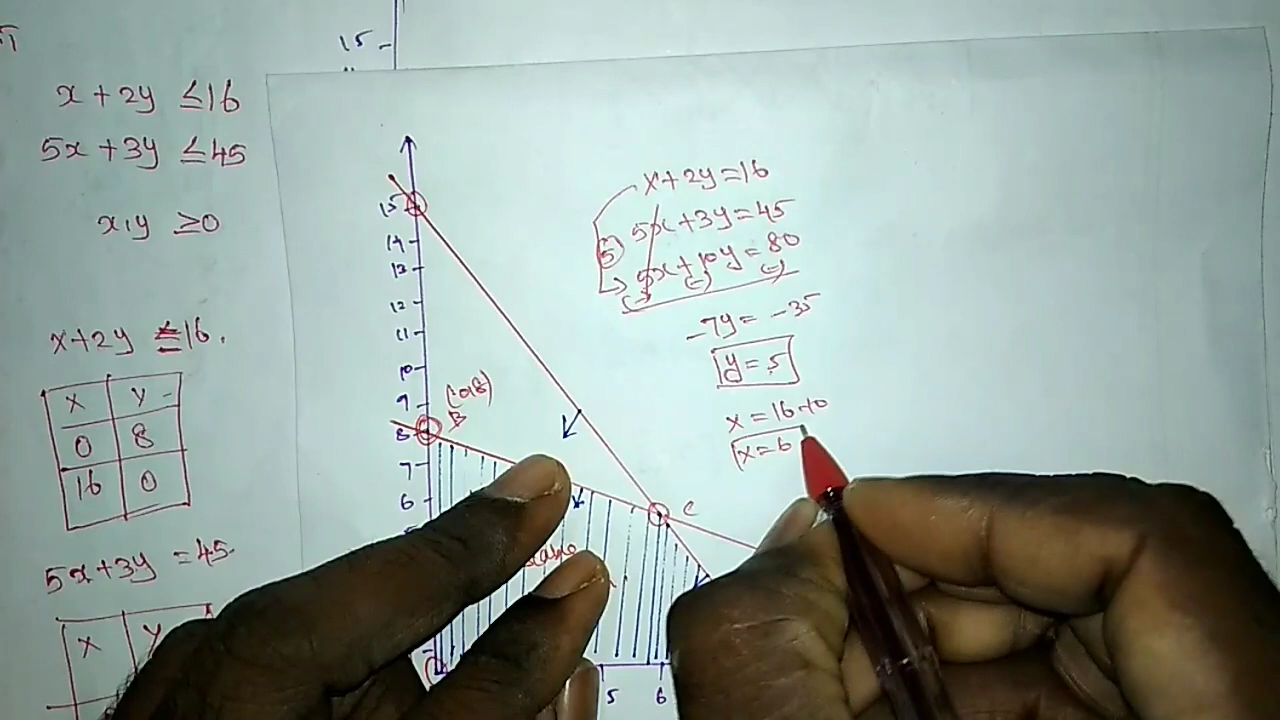 x + 2y ≤ 16
5x + 3y ≤ 45
x, y ≥ 0
x + 2y ≤ 16.
x y
0 8
16 0
5x + 3y = 45.
x y
15
15
14
13
12
11
10
9
8
7
6
5 6
(0,8)
B
C
x + 2y = 16
5x + 3y = 45
5
5x + 10y = 80
(-) (-) (-)
-7y = -35
y = 5
x = 16-10
x = 6